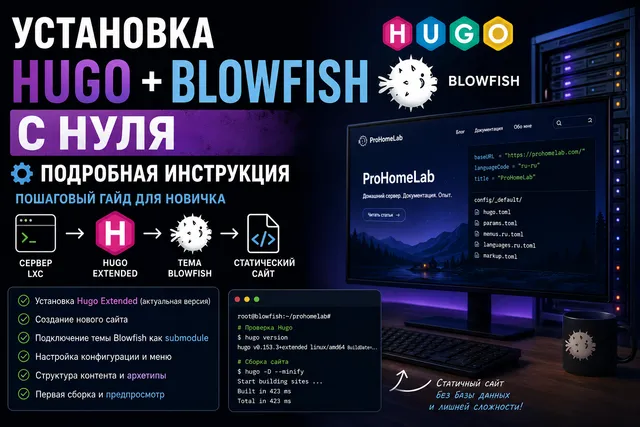 УСТАНОВКА
HUGO + BLOWFISH
С НУЛЯ
ПОДРОБНАЯ ИНСТРУКЦИЯ
ПОШАГОВЫЙ ГАЙД ДЛЯ НОВИЧКА
HUGO
BLOWFISH
СЕРВЕР
LXC
H
HUGO
EXTENDED
ТЕМА
BLOWFISH
СТАТИЧЕСКИЙ
САЙТ
Установка Hugo Extended (актуальная версия)
Создание нового сайта
Подключение темы Blowfish как submodule
Настройка конфигурации и меню
Структура контента и архетипы
Первая сборка и предпросмотр
root@blowfish:~/prohomelab#
# Проверка Hugo
$ hugo version
hugo v0.153.3+extended linux/amd64 BuildDate=...
# Сборка сайта
$ hugo -D --minify
Start building sites ...
Built in 423 ms
Total in 423 ms
ProHomeLab
Блог Документация Обо мне
ProHomeLab
Домашний сервер. Документация. Опыт.
Читать статьи →
baseURL = "https://prohomelab.com/"
languageCode = "ru-ru"
title = "ProHomeLab"
config/_default/
hugo.toml
params.toml
menus.ru.toml
languages.ru.toml
markup.toml
Статичный сайт
без базы данных
и лишней сложности!